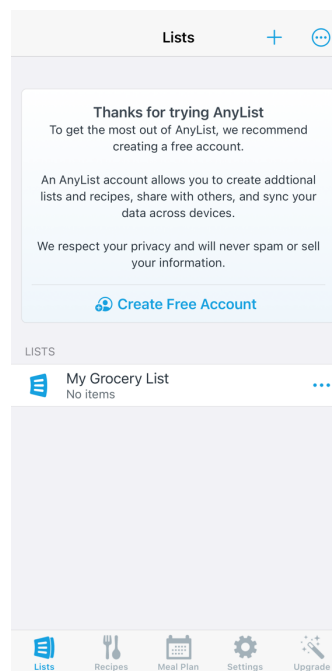 Lists
Thanks for trying AnyList
To get the most out of AnyList, we recommend
creating a free account.
An AnyList account allows you to create addtional
lists and recipes, share with others, and sync your
data across devices.
We respect your privacy and will never spam or sell
your information.
Create Free Account
LISTS
My Grocery List
No items
Lists Recipes Meal Plan Settings Upgrade